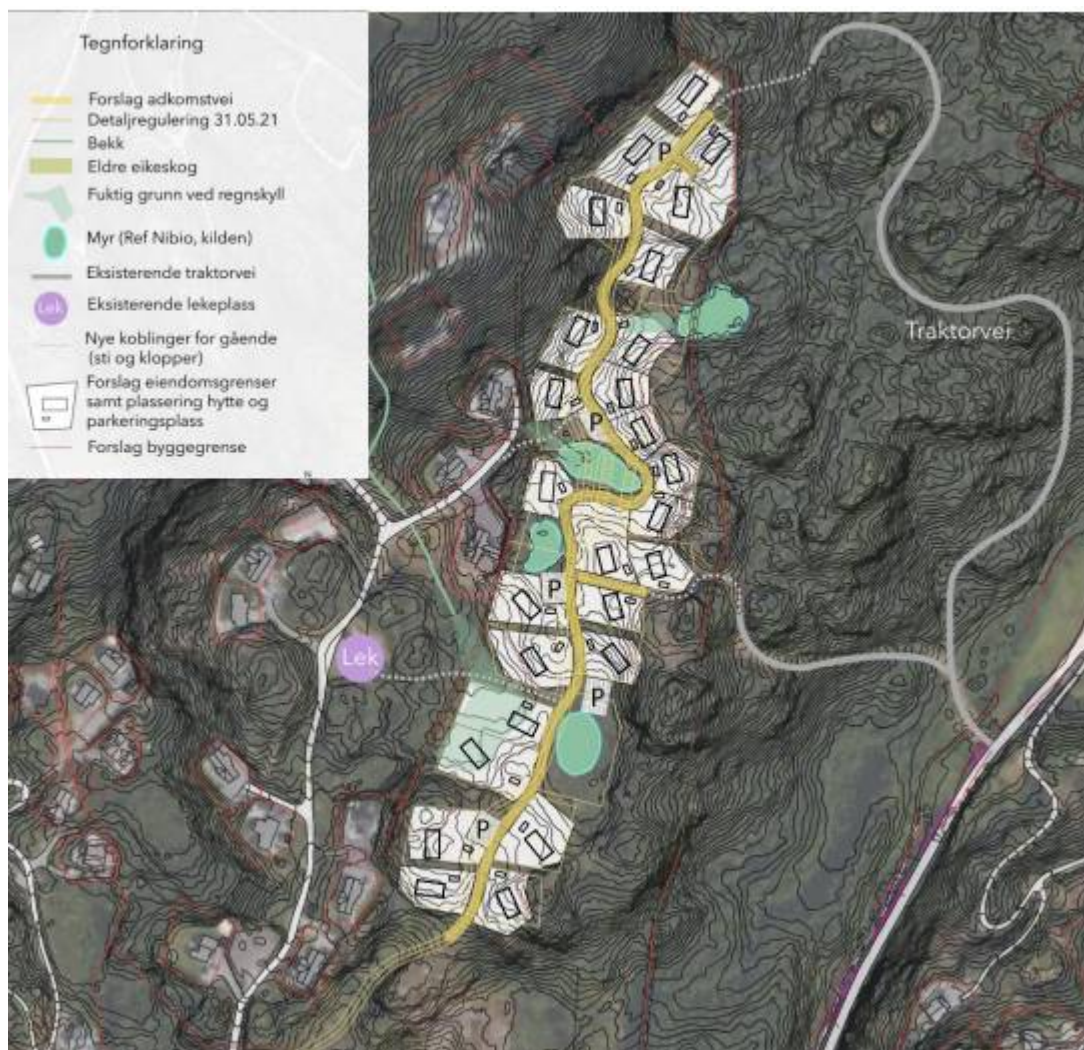 Tegnforklaring
Forslag adkomstvei
Detaljregulering 31.05.21
Bekk
Eldre eikeskog
Fuktig grunn ved regnskyll
Myr (Ref Nibio, kilden)
Eksisterende traktorvei
Lek
Eksisterende lekeplass
Nye koblinger for gående
(sti og klopper)
Forslag eiendomsgrenser
samt plassering hytte og
parkeringsplass
Forslag byggegrense
P
Traktorvei
P
N
P
Lek
P
P